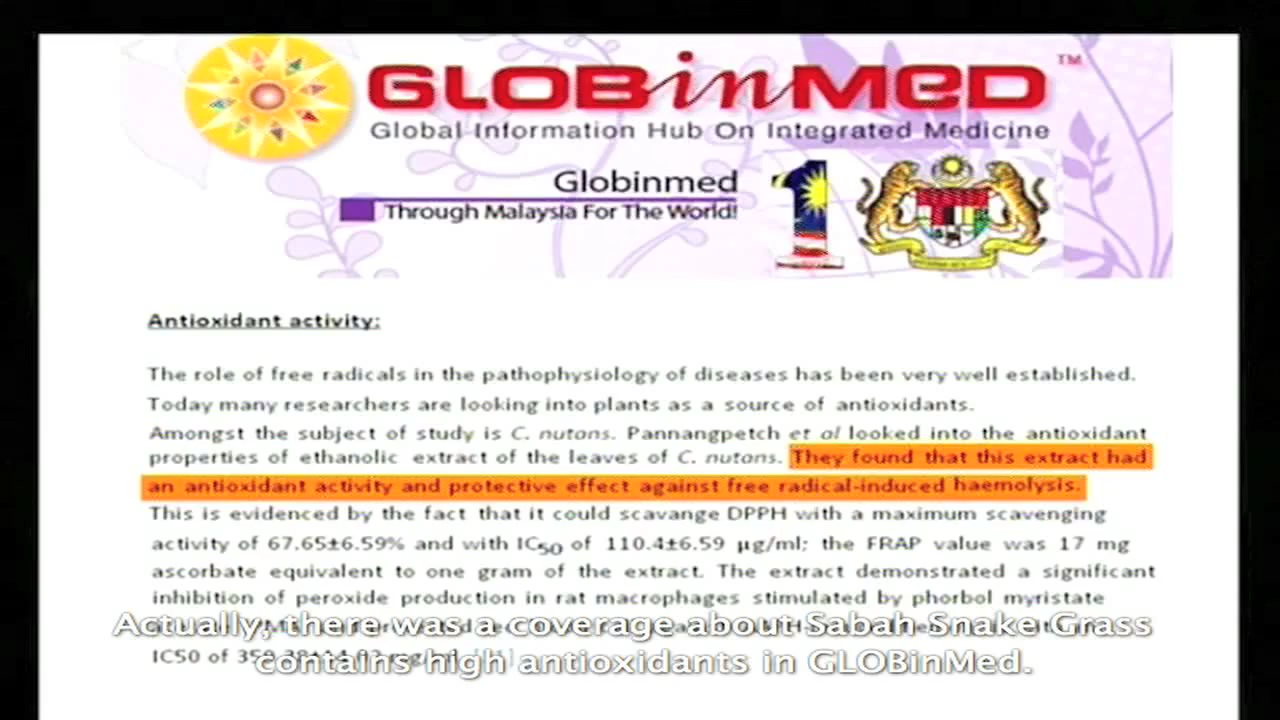 GLOBinMED™
Global Information Hub On Integrated Medicine
Globinmed
Through Malaysia For The World!
1
Antioxidant activity:
The role of free radicals in the pathophysiology of diseases has been very well established.
Today many researchers are looking into plants as a source of antioxidants.
Amongst the subject of study is C. nutans. Pannangpetch et al looked into the antioxidant
properties of ethanolic extract of the leaves of C. nutans. They found that this extract had
an antioxidant activity and protective effect against free radical-induced haemolysis.
This is evidenced by the fact that it could scavange DPPH with a maximum scavenging
activity of 67.65±6.59% and with IC50 of 110.4±6.59 µg/ml; the FRAP value was 17 mg
ascorbate equivalent to one gram of the extract. The extract demonstrated a significant
inhibition of peroxide production in rat macrophages stimulated by phorbol myristate
IC50 of
Actually, there was a coverage about Sabah Snake Grass
contains high antioxidants in GLOBinMed.